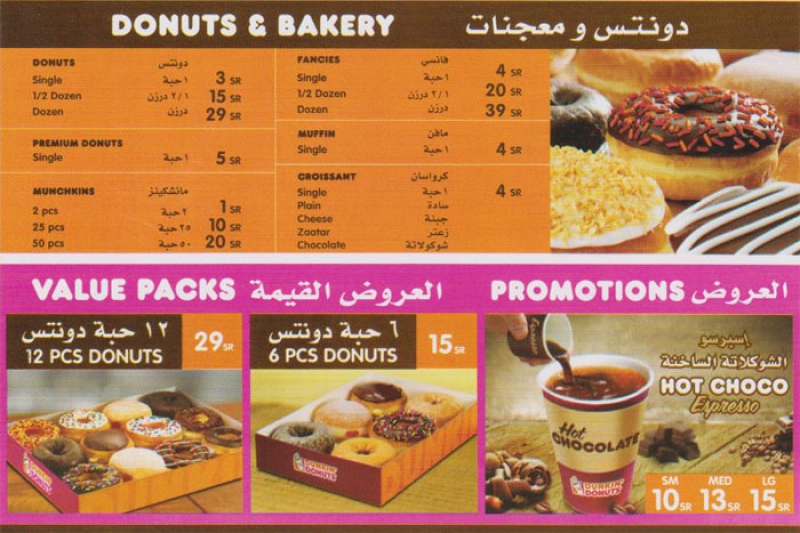 DONUTS & BAKERY دونتس و معجنات
DONUTS دونتس
Single ١ حبة 3 SR
1/2 Dozen ٢/١ درزن 15 SR
Dozen درزن 29 SR
PREMIUM DONUTS
Single ١ حبة 5 SR
MUNCHKINS مانشكينز
2 pcs ٢ حبة 1 SR
25 pcs ٢٥ حبة 10 SR
50 pcs ٥٠ حبة 20 SR
FANCIES فانسي
Single ١ حبة 4 SR
1/2 Dozen ٢/١ دوزن 20 SR
Dozen درزن 39 SR
MUFFIN مافن
Single ١ حبة 4 SR
CROISSANT كرواسان
Single ١ حبة 4 SR
Plain سادة
Cheese جبنة
Zaatar زعتر
Chocolate شوكولاتة
VALUE PACKS العروض القيمة
١٢ حبة دونتس
12 PCS DONUTS
29 SR
DUNKIN' DONUTS
٦ حبة دونتس
6 PCS DONUTS
15 SR
DUNKIN' DONUTS
PROMOTIONS العروض
إسبرسو
الشوكلاتة الساخنة
HOT CHOCO
Espresso
Hot
CHOCOLATE
DUNKIN' DONUTS
SM MED LG
10 SR 13 SR 15 SR